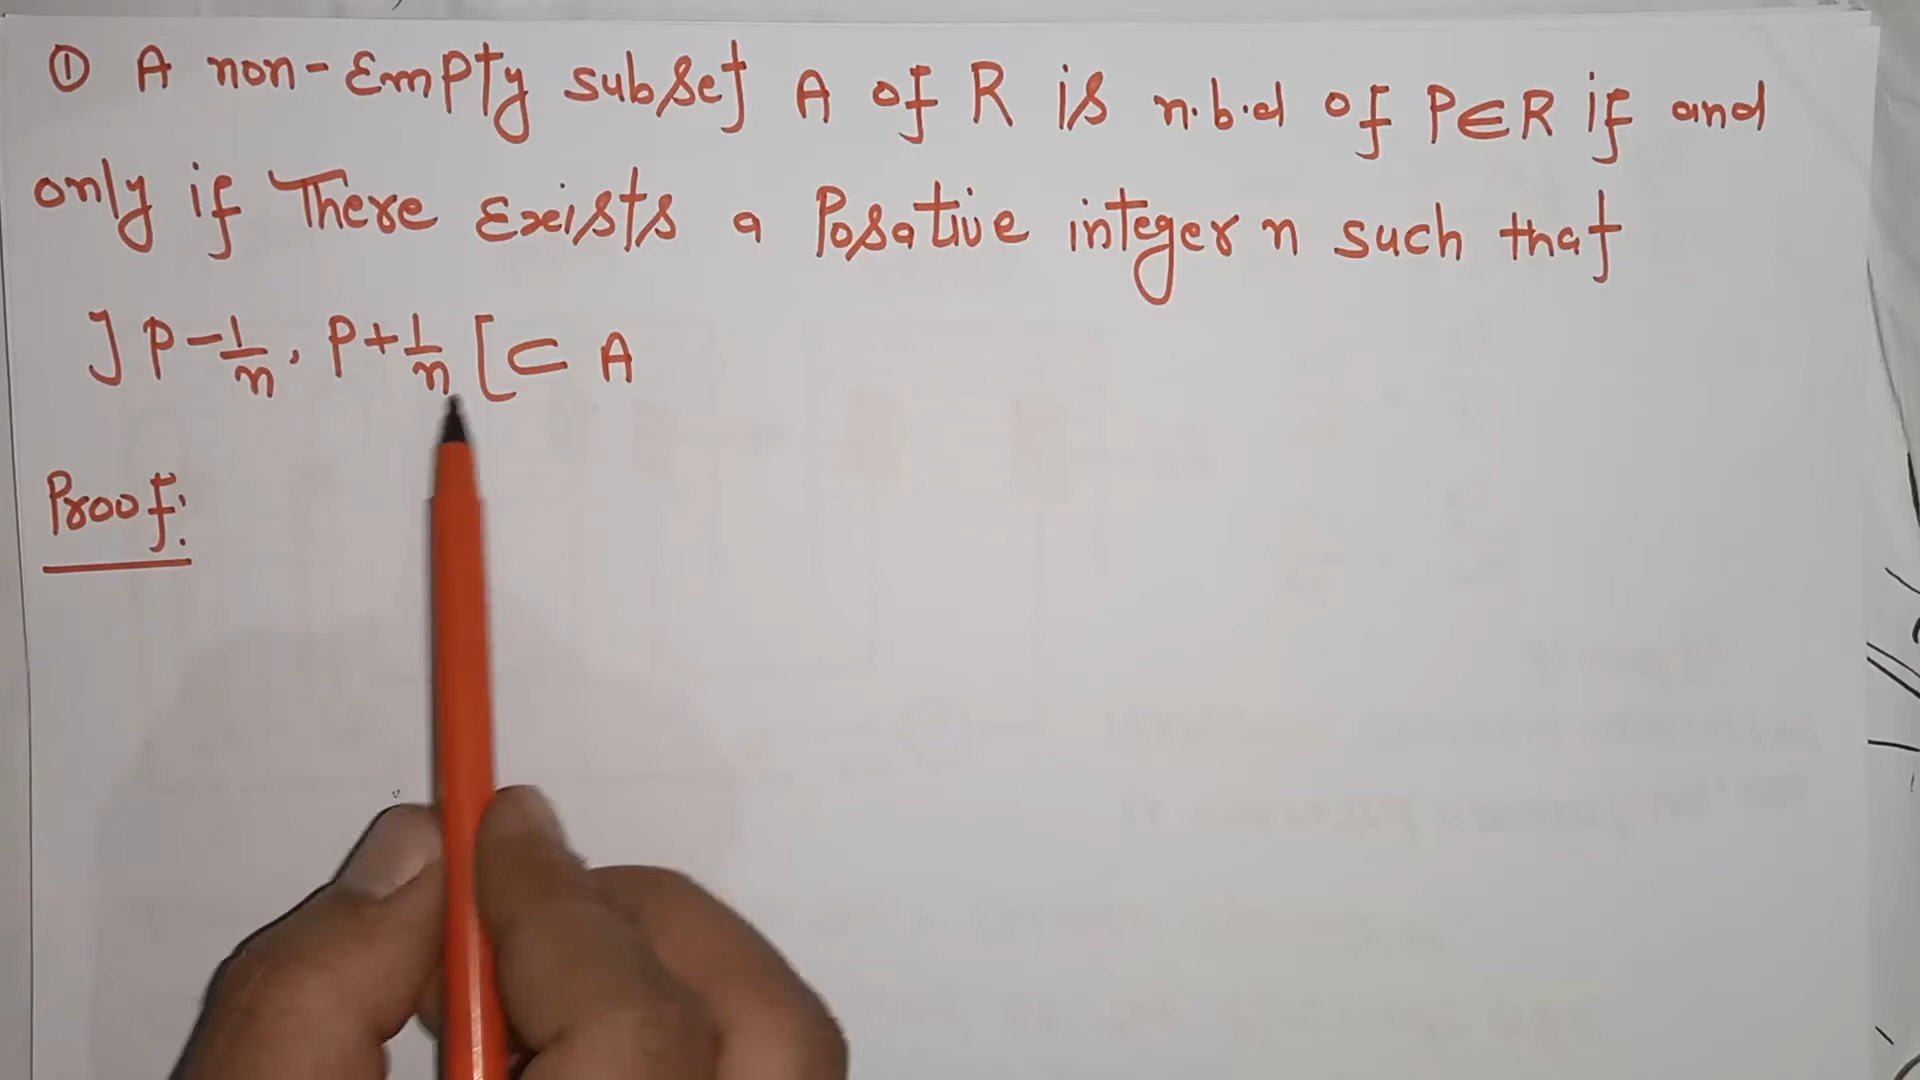 ① A non-Empty subset A of R is n.b.d of P∈R if and
only if There Exists a Posative integer n such that
]P-1/n, P+1/n[ ⊂ A
Proof: